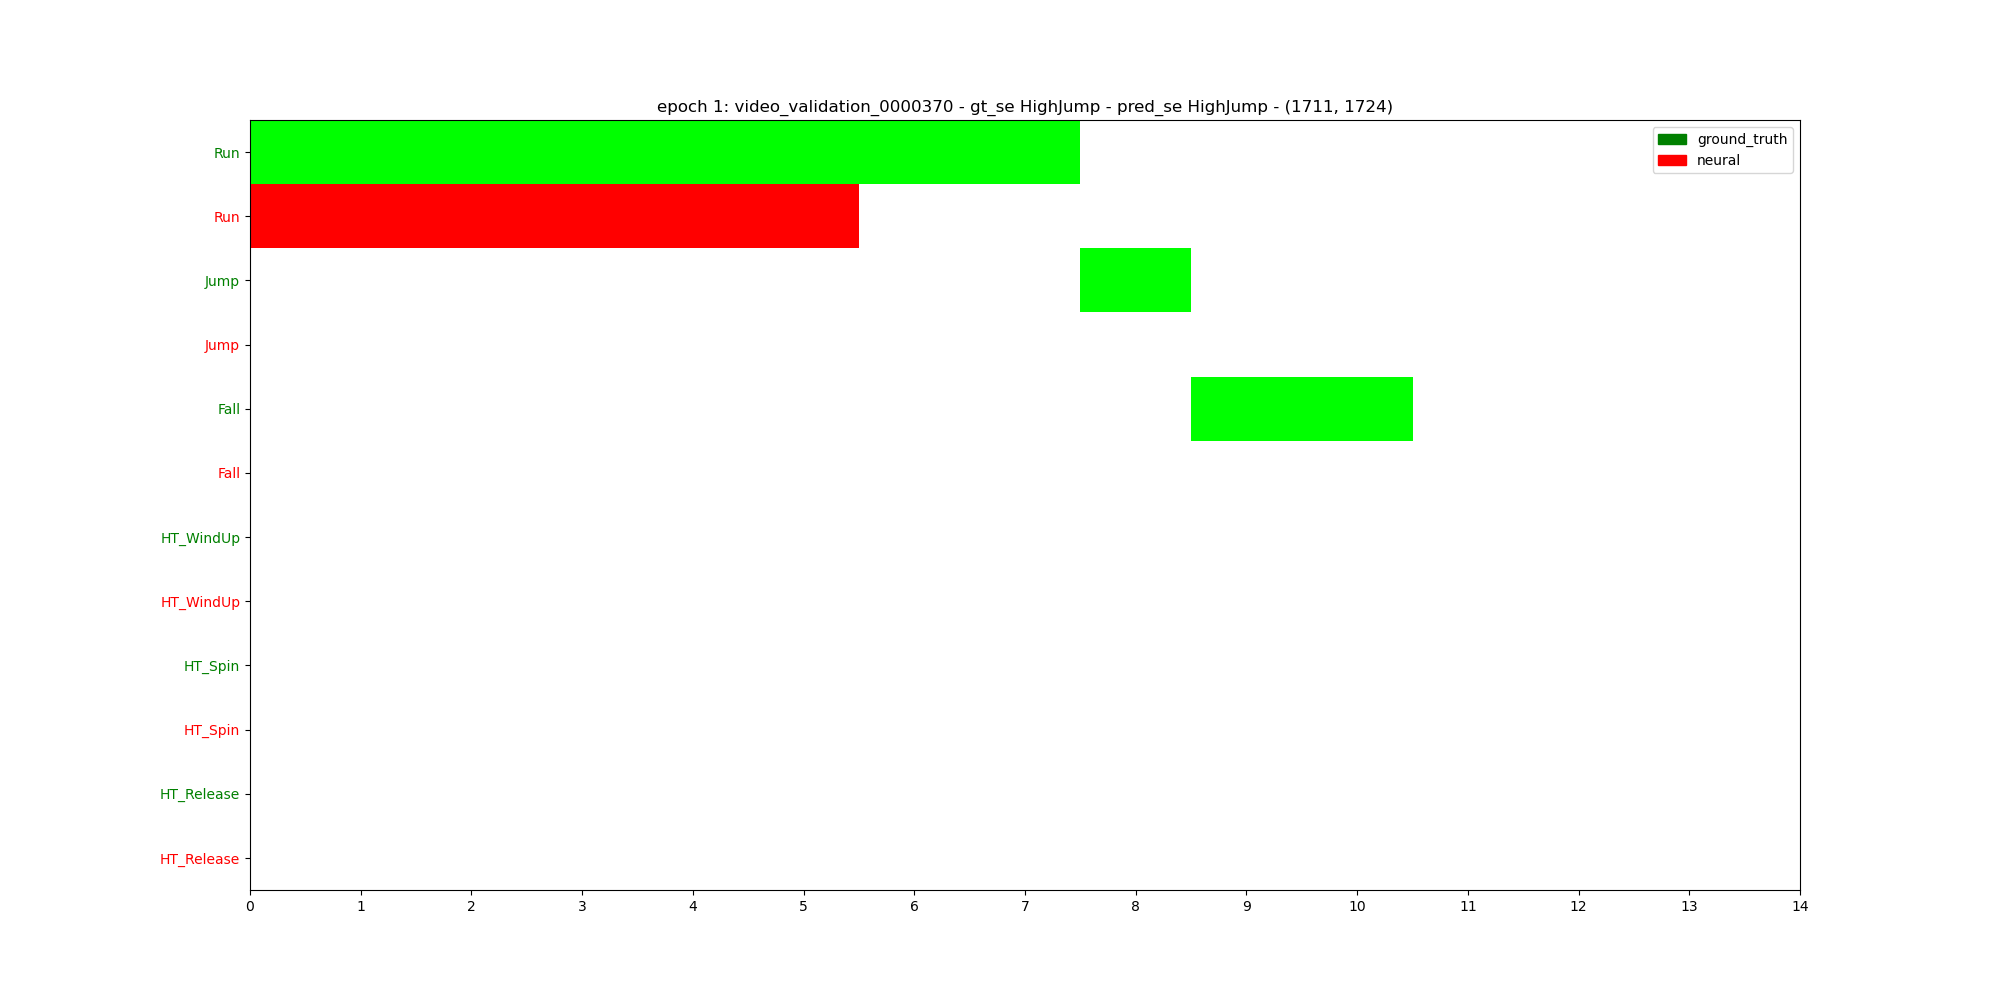 epoch 1: video_validation_0000370 - gt_se HighJump - pred_se HighJump - (1711, 1724)
ground_truth
neural
Run
Run
Jump
Jump
Fall
Fall
HT_WindUp
HT_WindUp
HT_Spin
HT_Spin
HT_Release
HT_Release
0 1 2 3 4 5 6 7 8 9 10 11 12 13 14